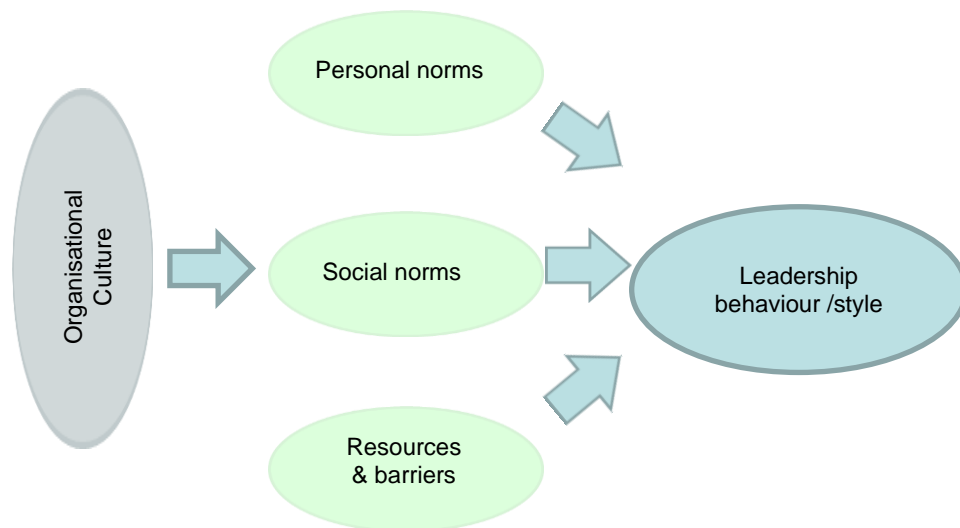 Personal norms
Organisational
Culture
Social norms
Leadership
behaviour /style
Resources
& barriers